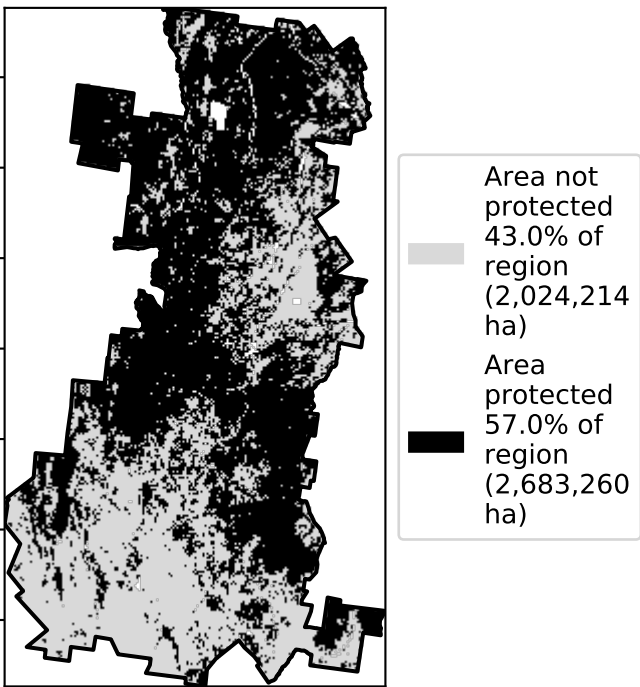 Area not
protected
43.0% of
region
(2,024,214
ha)
Area
protected
57.0% of
region
(2,683,260
ha)